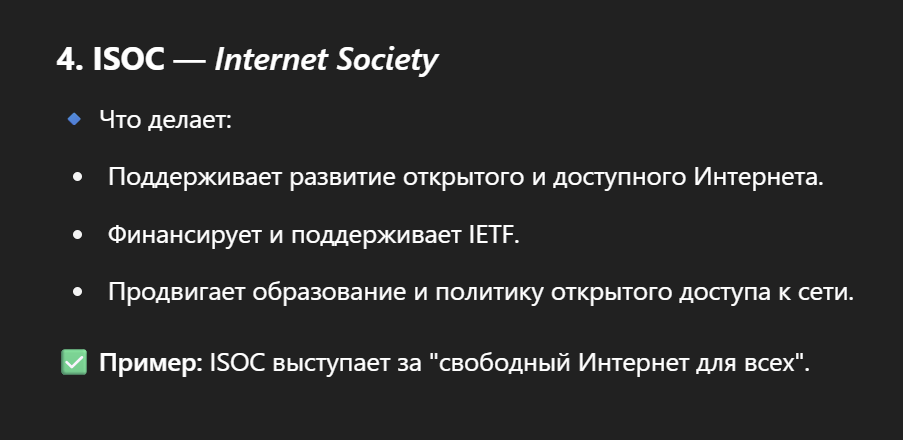 4. ISOC — Internet Society
🔹 Что делает:
• Поддерживает развитие открытого и доступного Интернета.
• Финансирует и поддерживает IETF.
• Продвигает образование и политику открытого доступа к сети.
✅ Пример: ISOC выступает за "свободный Интернет для всех".